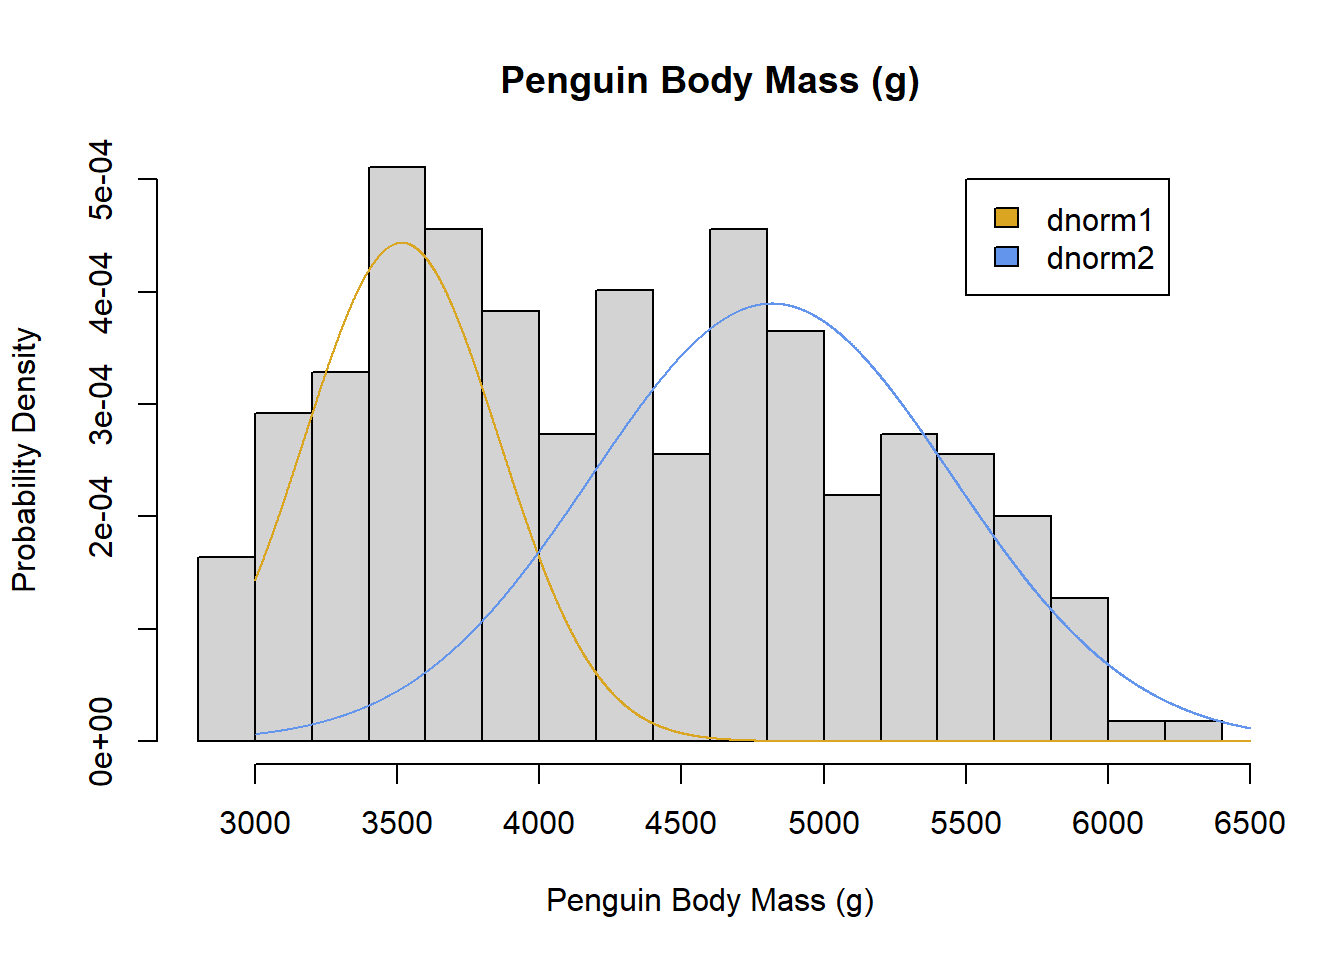 Penguin Body Mass (g)
Probability Density
5e-04
4e-04
3e-04
2e-04
0e+00
dnorm1
dnorm2
3000 3500 4000 4500 5000 5500 6000 6500
Penguin Body Mass (g)